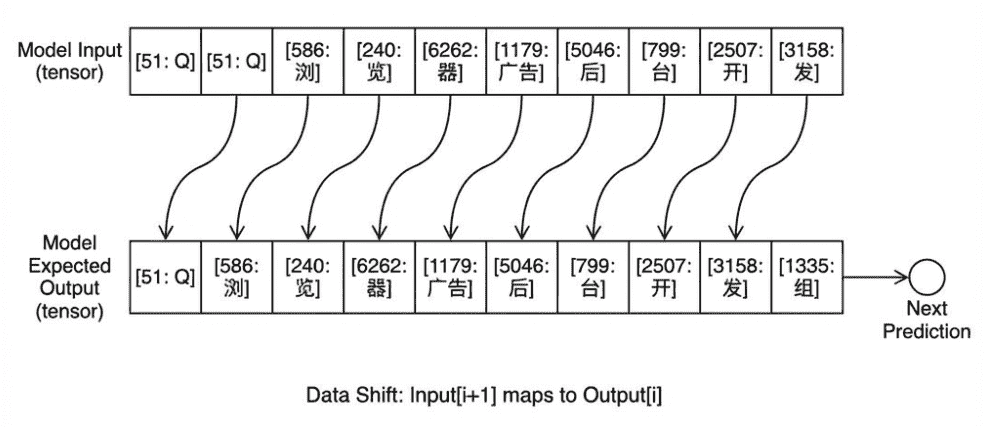 Model Input
(tensor)
[51: Q] [51: Q] [586: 浏] [240: 览] [6262: 器] [1179: 广告] [5046: 后] [799: 台] [2507: 开] [3158: 发]
Model
Expected
Output
(tensor)
[51: Q] [586: 浏] [240: 览] [6262: 器] [1179: 广告] [5046: 后] [799: 台] [2507: 开] [3158: 发] [1335: 组]
Next
Prediction
Data Shift: Input[i+1] maps to Output[i]